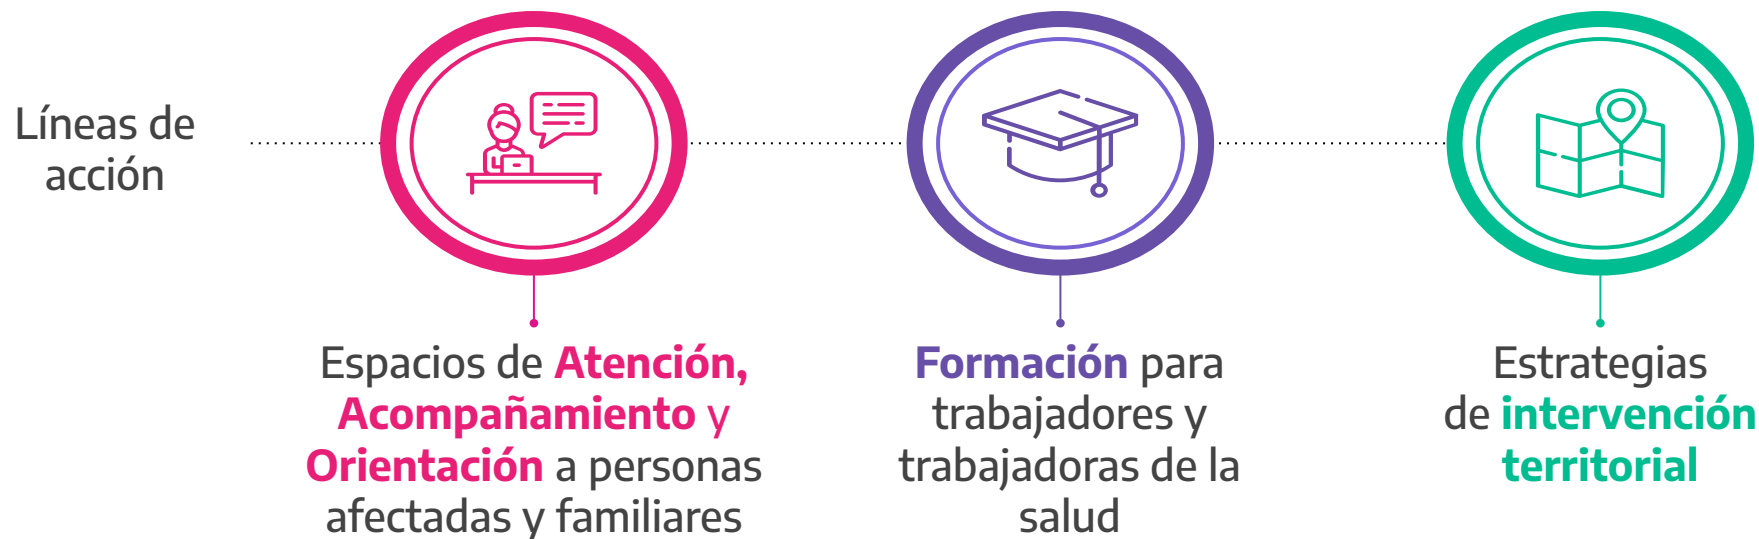 Líneas de
acción
Espacios de Atención,
Acompañamiento y
Orientación a personas
afectadas y familiares
Formación para
trabajadores y
trabajadoras de la
salud
Estrategias
de intervención
territorial